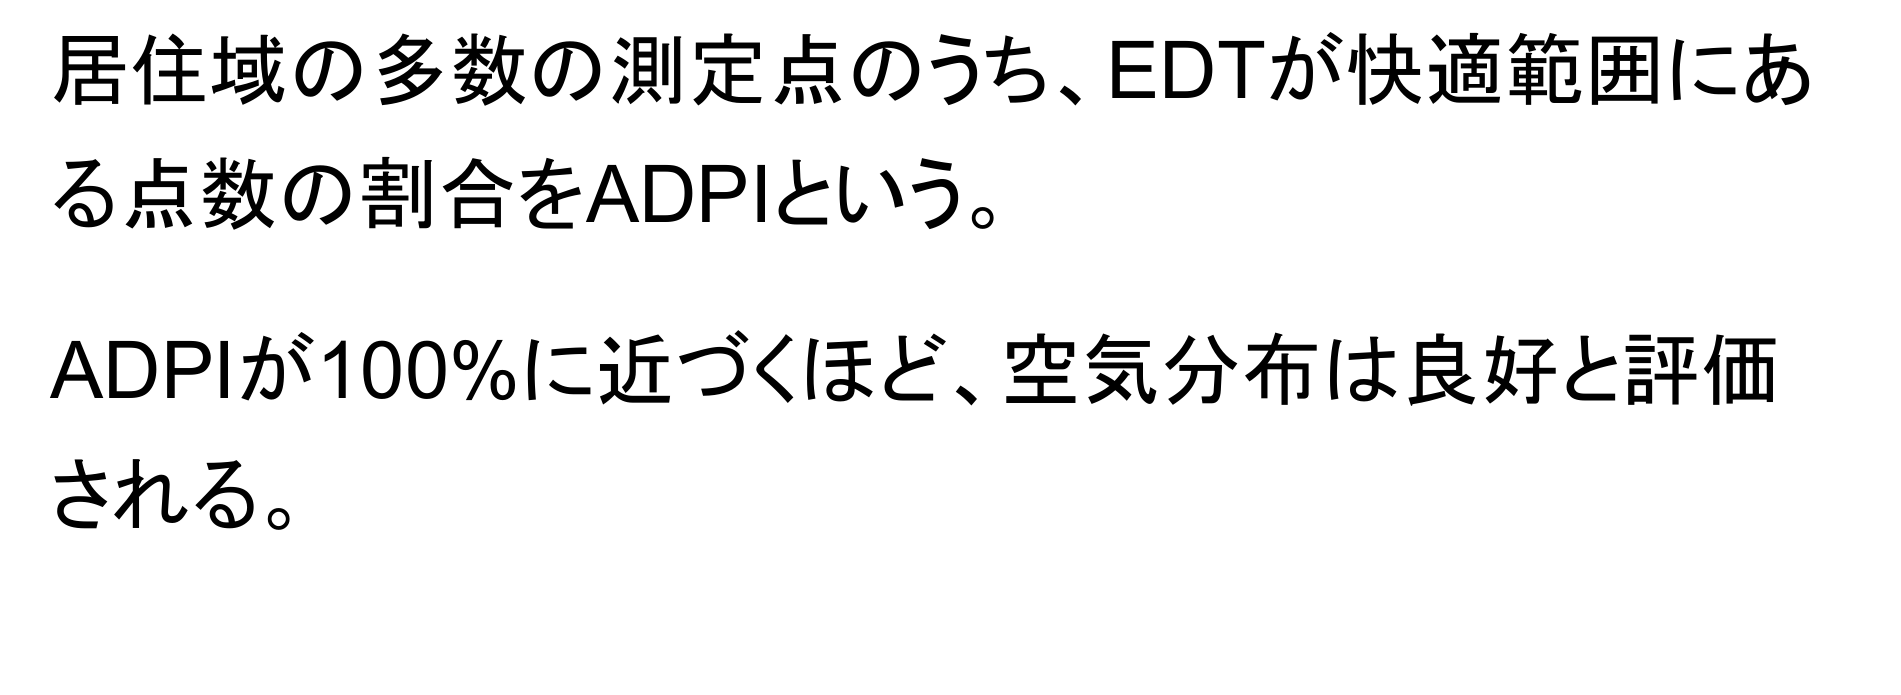 居住域の多数の測定点のうち、EDTが快適範囲にあ
る点数の割合をADPIという。
ADPIが100%に近づくほど、空気分布は良好と評価
される。